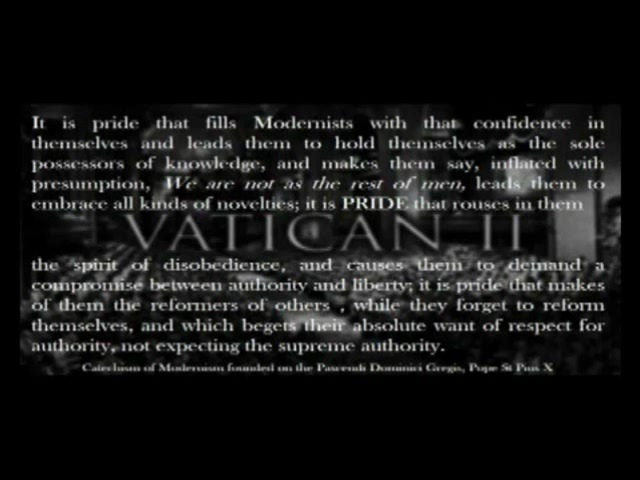 It is pride that fills Modernists with that confidence in
themselves and leads them to hold themselves as the sole
possessors of knowledge, and makes them say, inflated with
presumption, We are not as the rest of men, leads them to
embrace all kinds of novelties; it is PRIDE that rouses in them
VATICAN II
the spirit of disobedience, and causes them to demand a
compromise between authority and liberty; it is pride that makes
of them the reformers of others , while they forget to reform
themselves, and which begets their absolute want of respect for
authority, not expecting the supreme authority.
Catechism of Modernism founded on the Pascendi Dominici Gregis, Pope St Pius X